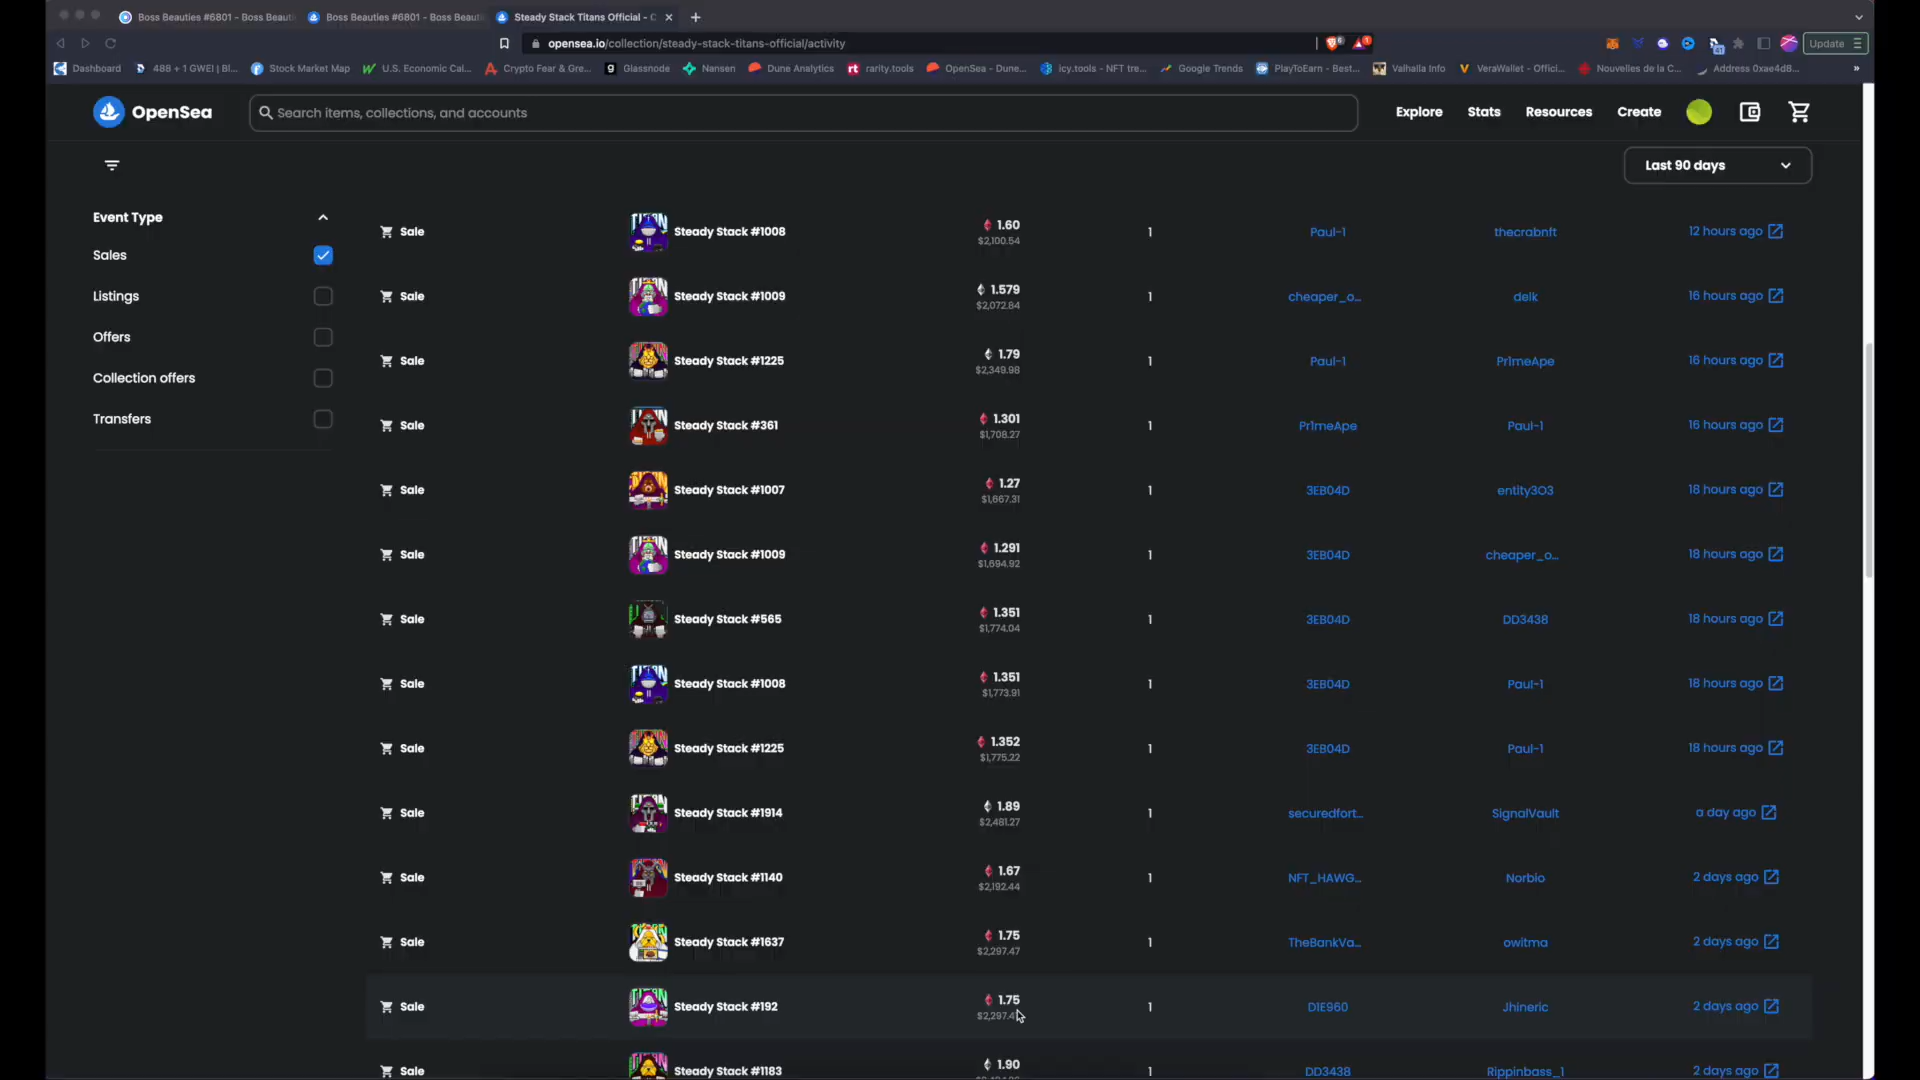 Boss Beauties #6801 - Boss Beauti
Boss Beauties #6801 - Boss Beauti
Steady Stack Titans Official - C
opensea.io/collection/steady-stack-titans-official/activity
Update
Dashboard
488 + 1 GWEI | Bl...
Stock Market Map
U.S. Economic Cal...
Crypto Fear & Gre...
Glassnode
Nansen
Dune Analytics
rarity.tools
OpenSea - Dune...
icy.tools - NFT tre...
Google Trends
PlayToEarn - Best...
Valhalla Info
VeraWallet - Offici...
Nouvelles de la C...
Address 0xae4d8...
»
OpenSea
Search items, collections, and accounts
Explore
Stats
Resources
Create
Last 90 days
Event Type
Sales
Listings
Offers
Collection offers
Transfers
Sale Steady Stack #1008 1.60 1 Paul-1 thecrabnft 12 hours ago
$2,100.54
Sale Steady Stack #1009 1.579 1 cheaper_o... delk 16 hours ago
$2,072.84
Sale Steady Stack #1225 1.79 1 Paul-1 Pr1meApe 16 hours ago
$2,349.98
Sale Steady Stack #361 1.301 1 Pr1meApe Paul-1 16 hours ago
$1,708.27
Sale Steady Stack #1007 1.27 1 3EB04D entity3O3 18 hours ago
$1,667.31
Sale Steady Stack #1009 1.291 1 3EB04D cheaper_o... 18 hours ago
$1,694.92
Sale Steady Stack #565 1.351 1 3EB04D DD3438 18 hours ago
$1,774.04
Sale Steady Stack #1008 1.351 1 3EB04D Paul-1 18 hours ago
$1,773.91
Sale Steady Stack #1225 1.352 1 3EB04D Paul-1 18 hours ago
$1,775.22
Sale Steady Stack #1914 1.89 1 securedfort... SignalVault a day ago
$2,481.27
Sale Steady Stack #1140 1.67 1 NFT_HAWG... Norbio 2 days ago
$2,192.44
Sale Steady Stack #1637 1.75 1 TheBankVa... owitma 2 days ago
$2,297.47
Sale Steady Stack #192 1.75 1 D1E960 Jhineric 2 days ago
Sale Steady Stack #1183 1.90 1 DD3438 Rippinbass_1 2 days ago